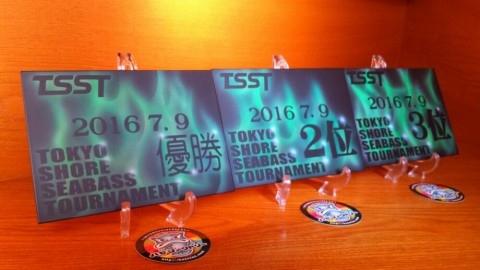 TSST
2016 7. 9
TOKYO
SHORE
SEABASS
TOURNAMENT
優勝
TSST
2016 7. 9
TOKYO
SHORE
SEABASS
TOURNAMENT
2位
TSST
2016 7. 9
TOKYO
SHORE
SEABASS
TOURNAMENT
3位